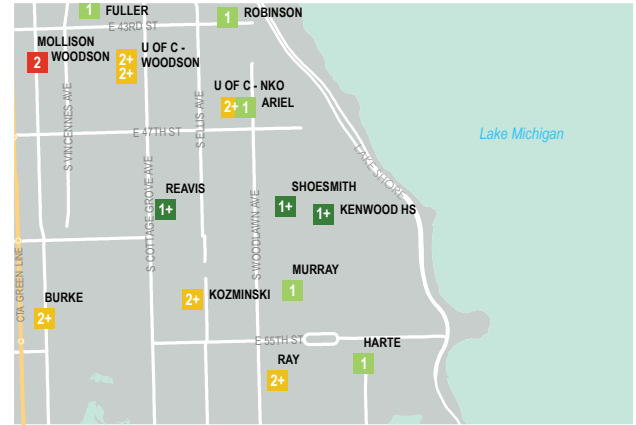 1 FULLER
1 ROBINSON
E 43RD ST
MOLLISON
WOODSON
2
U OF C -
WOODSON
2+
2+
U OF C - NKO
ARIEL
2+ 1
E 47TH ST
S VINCENNES AVE
S ELLIS AVE
Lake Michigan
LAKE SHORE
REAVIS
1+
S COTTAGE GROVE AVE
SHOESMITH
1+
1+ KENWOOD HS
S WOODLAWN AVE
CTA GREEN LINE
MURRAY
1
BURKE
2+
2+ KOZMINSKI
E 55TH ST
RAY
2+
HARTE
1